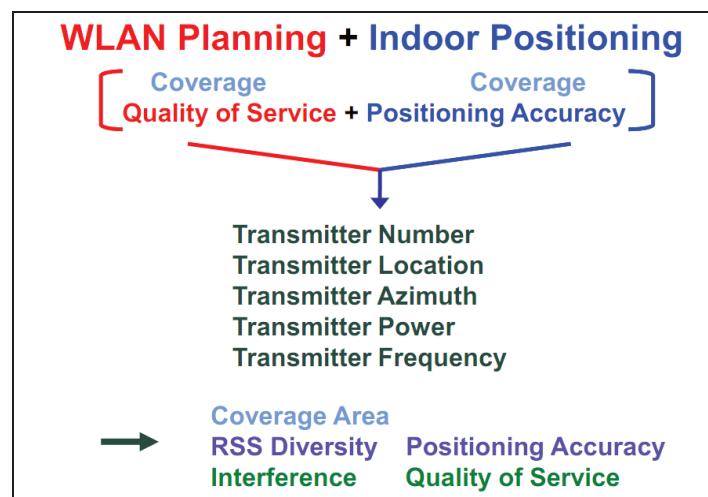 WLAN Planning + Indoor Positioning
Coverage Coverage
Quality of Service + Positioning Accuracy
Transmitter Number
Transmitter Location
Transmitter Azimuth
Transmitter Power
Transmitter Frequency
Coverage Area
RSS Diversity Positioning Accuracy
Interference Quality of Service